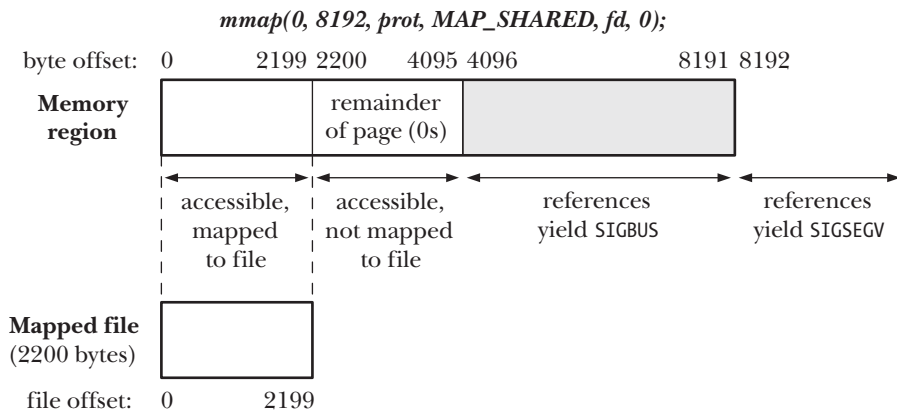 mmap(0, 8192, prot, MAP_SHARED, fd, 0);
byte offset: 0 2199 2200 4095 4096 8191 8192
Memory
region
remainder
of page (0s)
accessible,
mapped
to file
accessible,
not mapped
to file
references
yield SIGBUS
references
yield SIGSEGV
Mapped file
(2200 bytes)
file offset: 0 2199